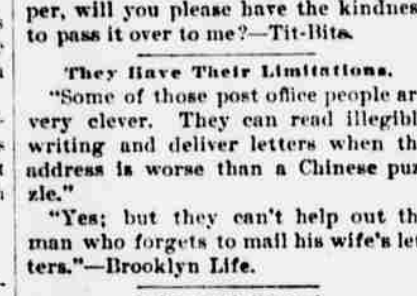 per, will you please have the kindnes
to pass it over to me?—Tit-Bits.
They Have Their Limitations.
"Some of those post office people ar
very clever. They can read illegibl
writing and deliver letters when th
address is worse than a Chinese puz
zle."
"Yes; but they can't help out th
man who forgets to mail his wife's let
ters."—Brooklyn Life.